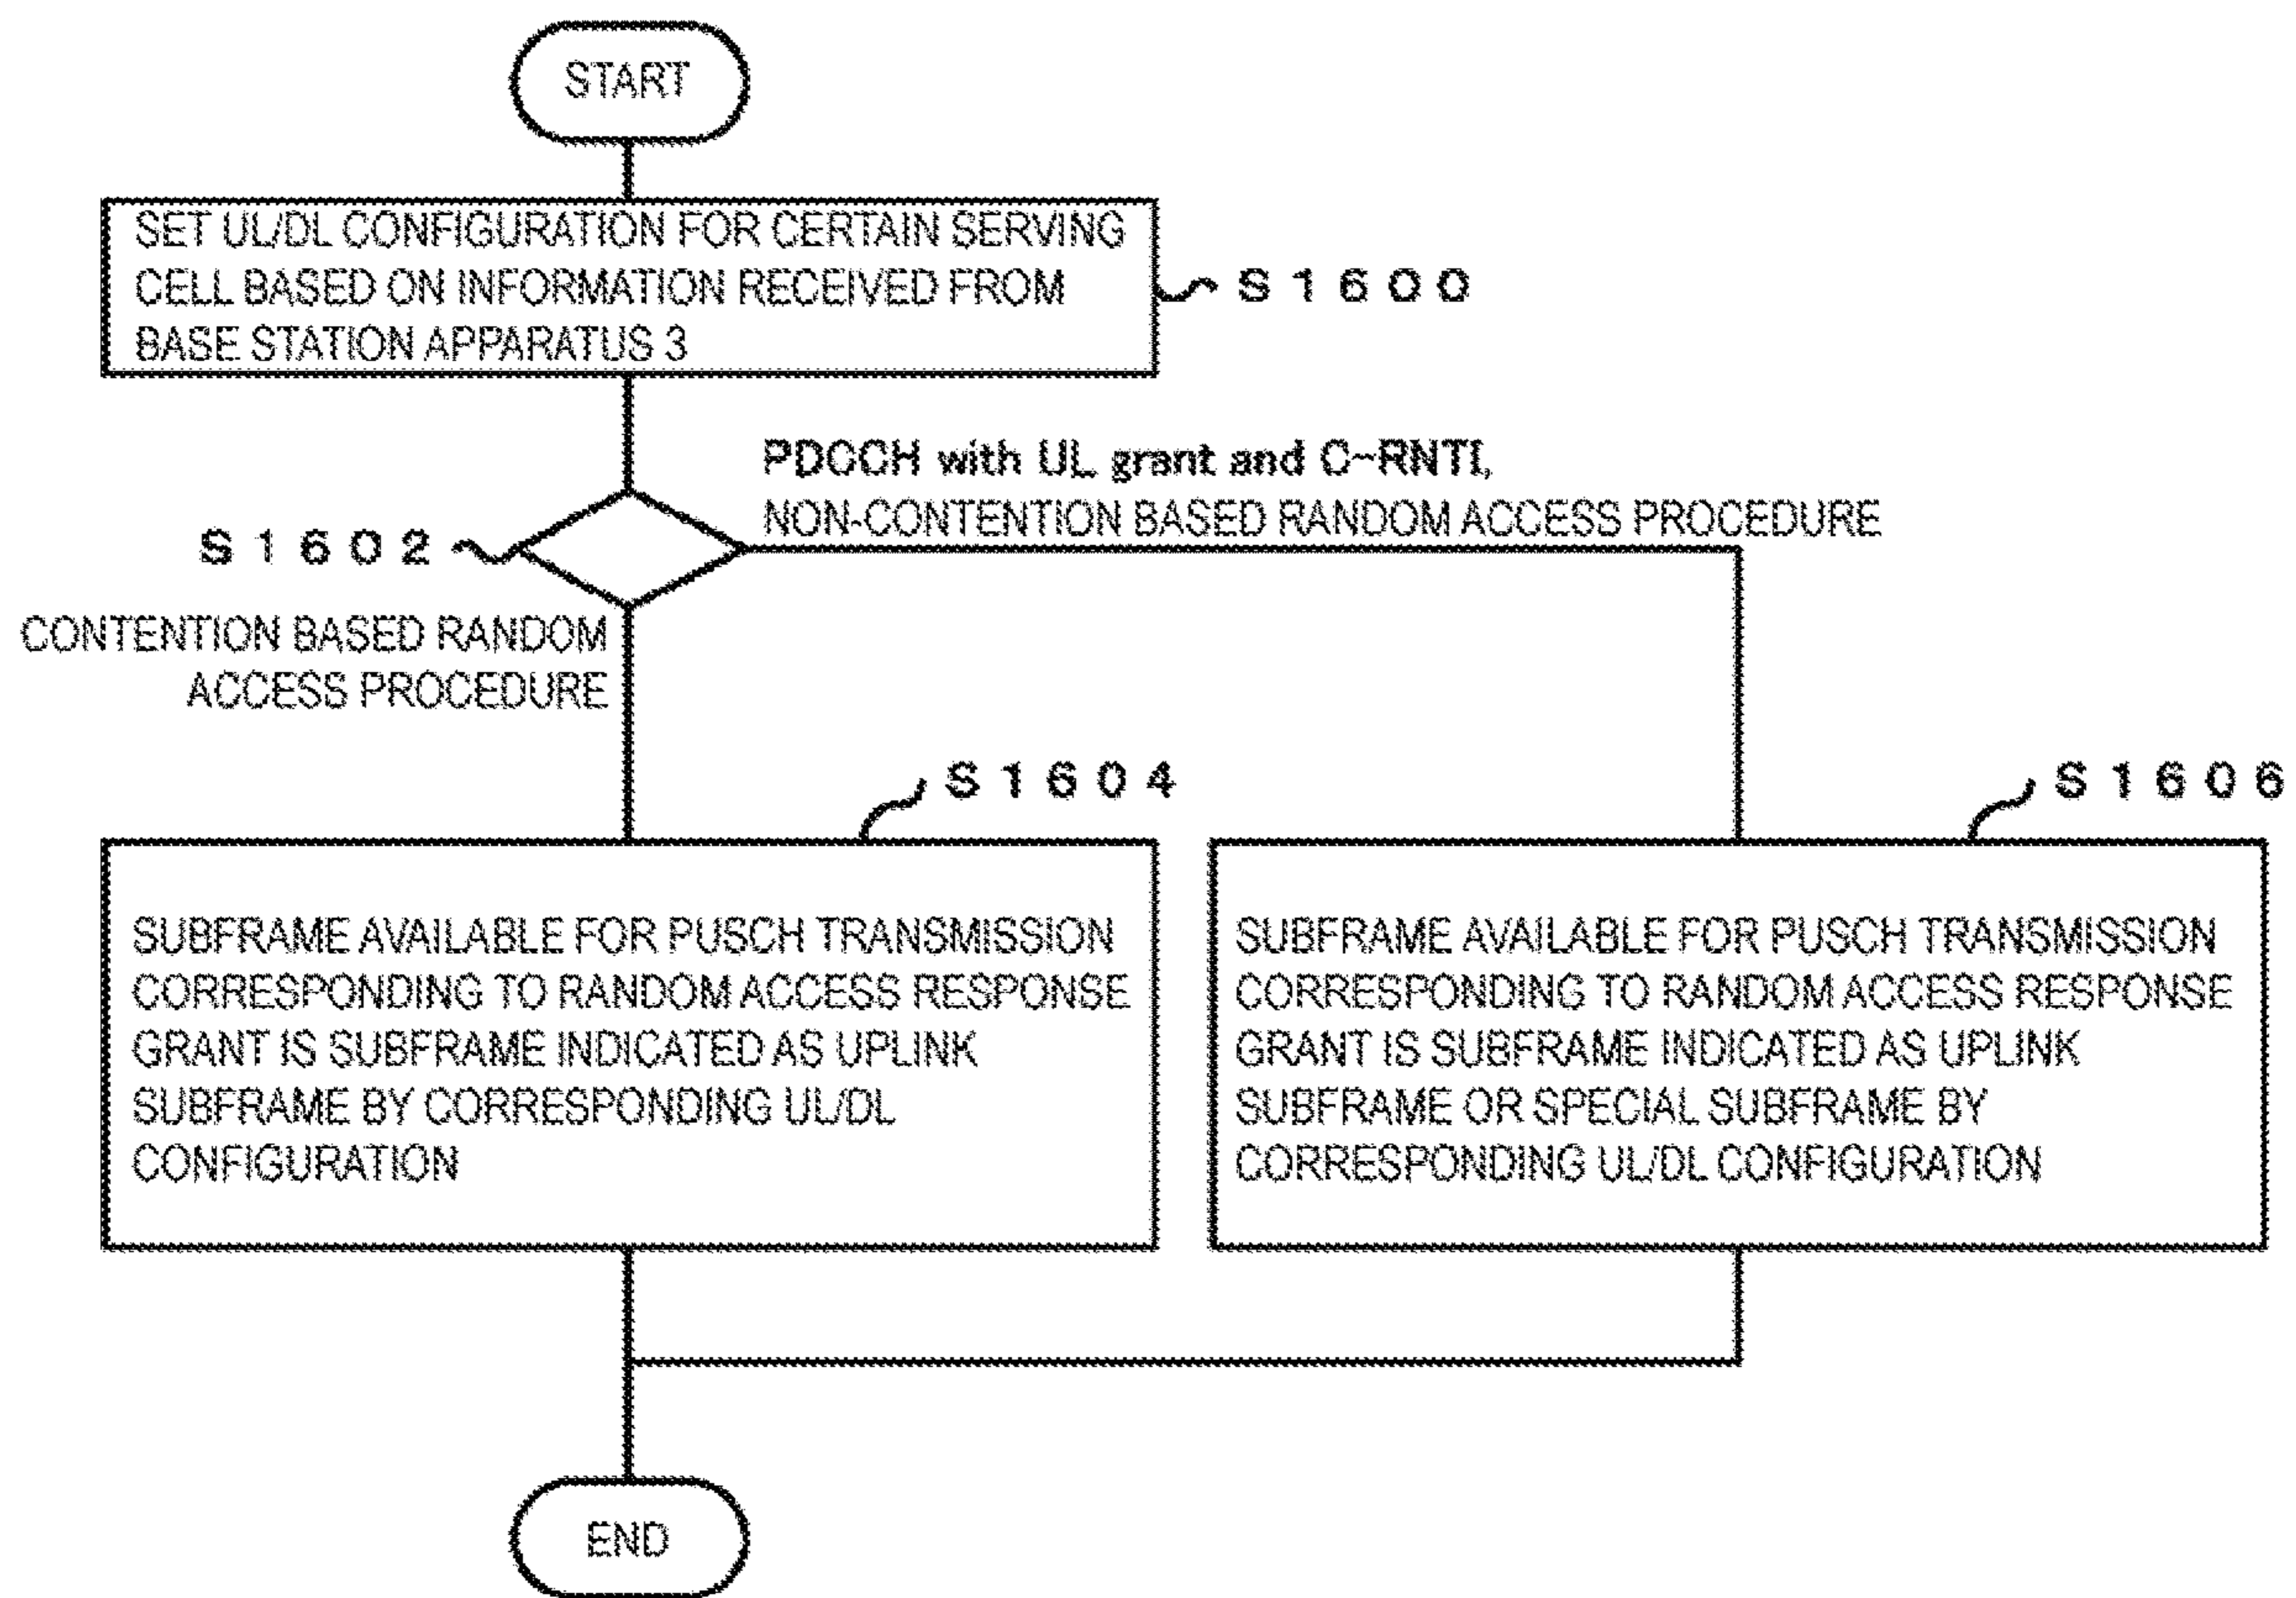 START
SET UL/DL CONFIGURATION FOR CERTAIN SERVING
CELL BASED ON INFORMATION RECEIVED FROM
BASE STATION APPARATUS 3
S1600
PDCCH with UL grant and C-RNTI,
NON-CONTENTION BASED RANDOM ACCESS PROCEDURE
S1602
CONTENTION BASED RANDOM
ACCESS PROCEDURE
S1604
SUBFRAME AVAILABLE FOR PUSCH TRANSMISSION
CORRESPONDING TO RANDOM ACCESS RESPONSE
GRANT IS SUBFRAME INDICATED AS UPLINK
SUBFRAME BY CORRESPONDING UL/DL
CONFIGURATION
S1606
SUBFRAME AVAILABLE FOR PUSCH TRANSMISSION
CORRESPONDING TO RANDOM ACCESS RESPONSE
GRANT IS SUBFRAME INDICATED AS UPLINK
SUBFRAME OR SPECIAL SUBFRAME BY
CORRESPONDING UL/DL CONFIGURATION
END